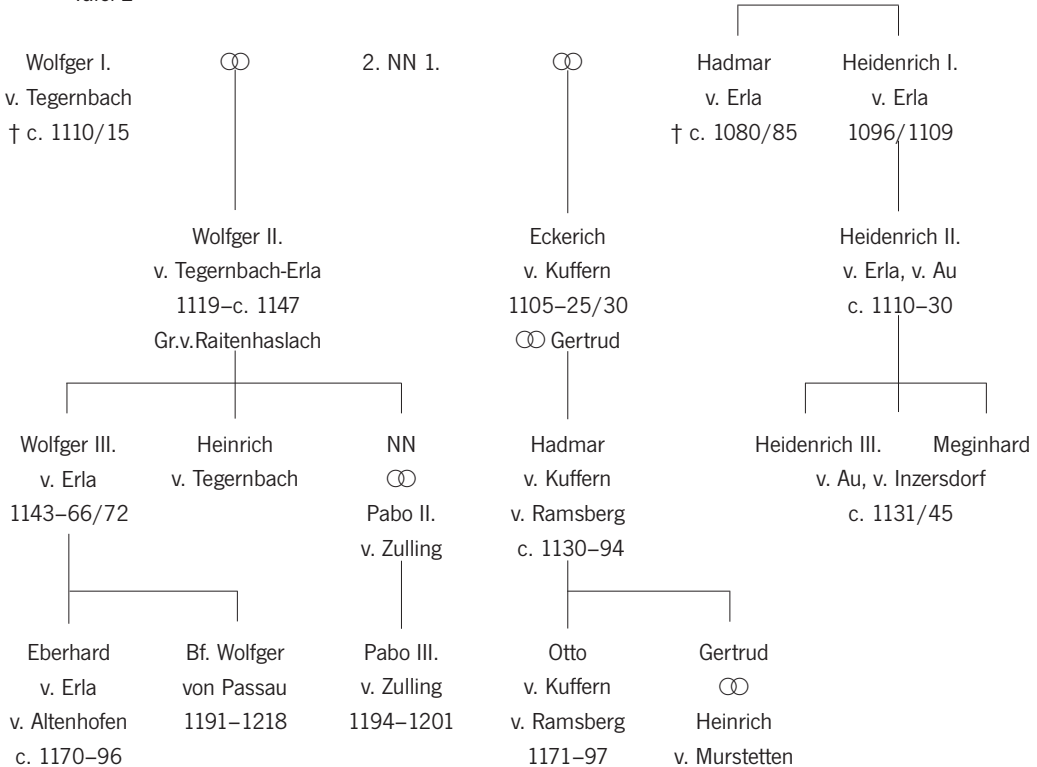 Wolfger I.
v. Tegernbach
† c. 1110/15
2. NN 1.
Hadmar
v. Erla
† c. 1080/85
Heidenrich I.
v. Erla
1096/1109
Wolfger II.
v. Tegernbach-Erla
1119–c. 1147
Gr.v.Raitenhaslach
Eckerich
v. Kuffern
1105–25/30
Gertrud
Heidenrich II.
v. Erla, v. Au
c. 1110–30
Wolfger III.
v. Erla
1143–66/72
Heinrich
v. Tegernbach
NN
Pabo II.
v. Zulling
Hadmar
v. Kuffern
v. Ramsberg
c. 1130–94
Heidenrich III. Meginhard
v. Au, v. Inzersdorf
c. 1131/45
Eberhard
v. Erla
v. Altenhofen
c. 1170–96
Bf. Wolfger
von Passau
1191–1218
Pabo III.
v. Zulling
1194–1201
Otto
v. Kuffern
v. Ramsberg
1171–97
Gertrud
Heinrich
v. Murstetten